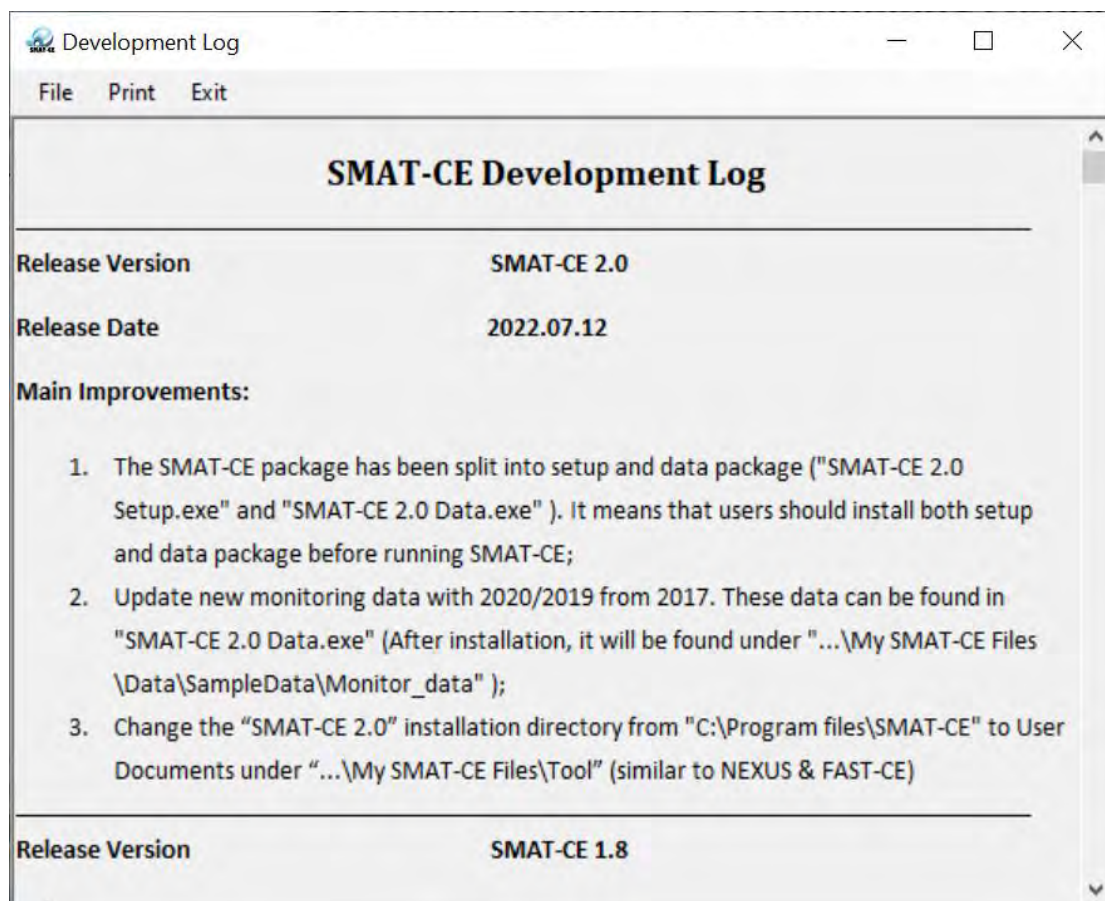 SMAT-CE
Development Log
File Print Exit
SMAT-CE Development Log
Release Version SMAT-CE 2.0
Release Date 2022.07.12
Main Improvements:
1. The SMAT-CE package has been split into setup and data package ("SMAT-CE 2.0
Setup.exe" and "SMAT-CE 2.0 Data.exe" ). It means that users should install both setup
and data package before running SMAT-CE;
2. Update new monitoring data with 2020/2019 from 2017. These data can be found in
"SMAT-CE 2.0 Data.exe" (After installation, it will be found under "...\My SMAT-CE Files
\Data\SampleData\Monitor_data" );
3. Change the “SMAT-CE 2.0” installation directory from "C:\Program files\SMAT-CE" to User
Documents under “...\My SMAT-CE Files\Tool” (similar to NEXUS & FAST-CE)
Release Version SMAT-CE 1.8